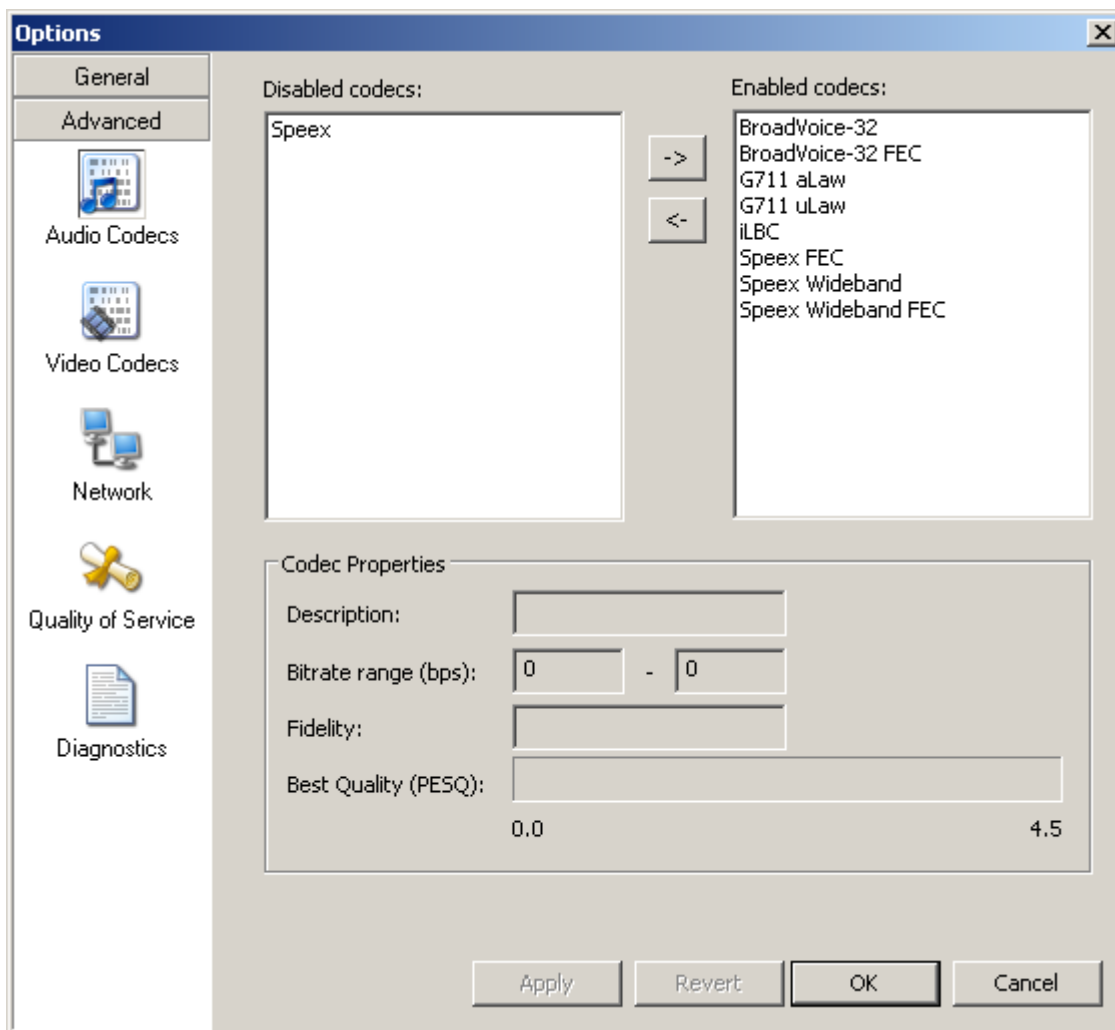 Options
General
Advanced
Audio Codecs
Video Codecs
Network
Quality of Service
Diagnostics
Disabled codecs:
Speex
->
<-
Enabled codecs:
BroadVoice-32
BroadVoice-32 FEC
G711 aLaw
G711 uLaw
iLBC
Speex FEC
Speex Wideband
Speex Wideband FEC
Codec Properties
Description:
Bitrate range (bps): 0 - 0
Fidelity:
Best Quality (PESQ):
0.0 4.5
Apply Revert OK Cancel